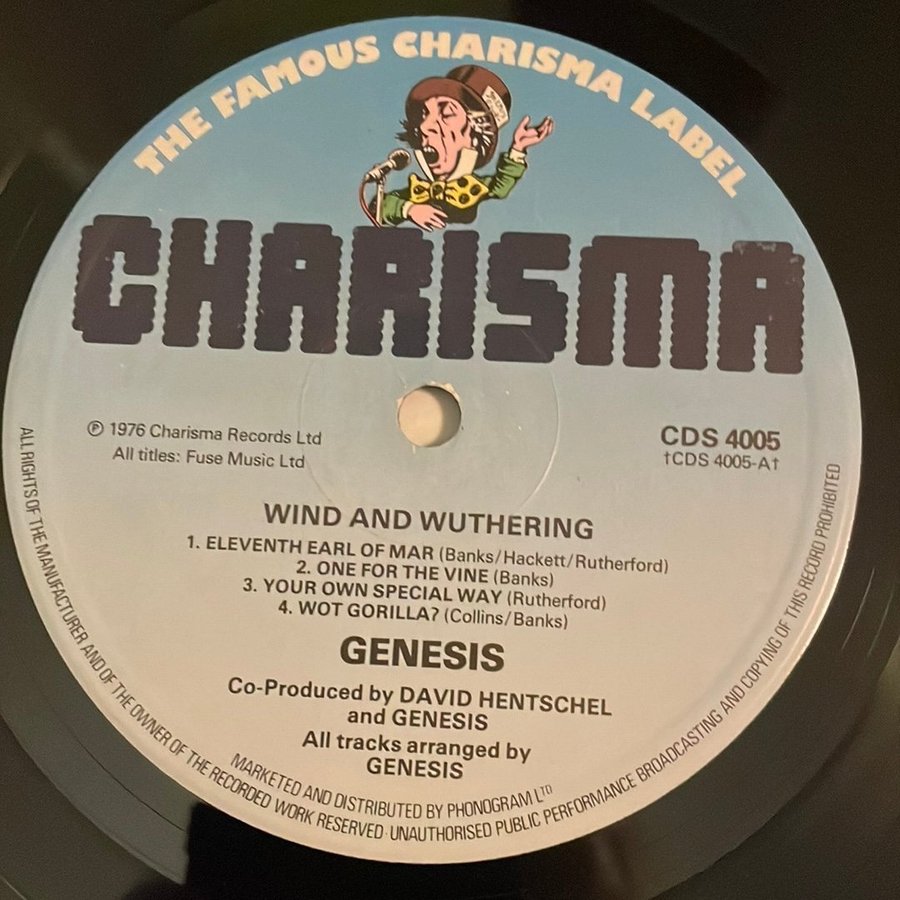 THE FAMOUS CHARISMA LABEL
CHARISMA
℗ 1976 Charisma Records Ltd
All titles: Fuse Music Ltd
CDS 4005
†CDS 4005-A†
WIND AND WUTHERING
1. ELEVENTH EARL OF MAR (Banks/Hackett/Rutherford)
2. ONE FOR THE VINE (Banks)
3. YOUR OWN SPECIAL WAY (Rutherford)
4. WOT GORILLA? (Collins/Banks)
GENESIS
Co-Produced by DAVID HENTSCHEL
and GENESIS
All tracks arranged by
GENESIS
MARKETED AND DISTRIBUTED BY PHONOGRAM LTD
ALL RIGHTS OF THE MANUFACTURER AND OF THE OWNER OF THE RECORDED WORK RESERVED · UNAUTHORISED PUBLIC PERFORMANCE BROADCASTING AND COPYING OF THIS RECORD PROHIBITED